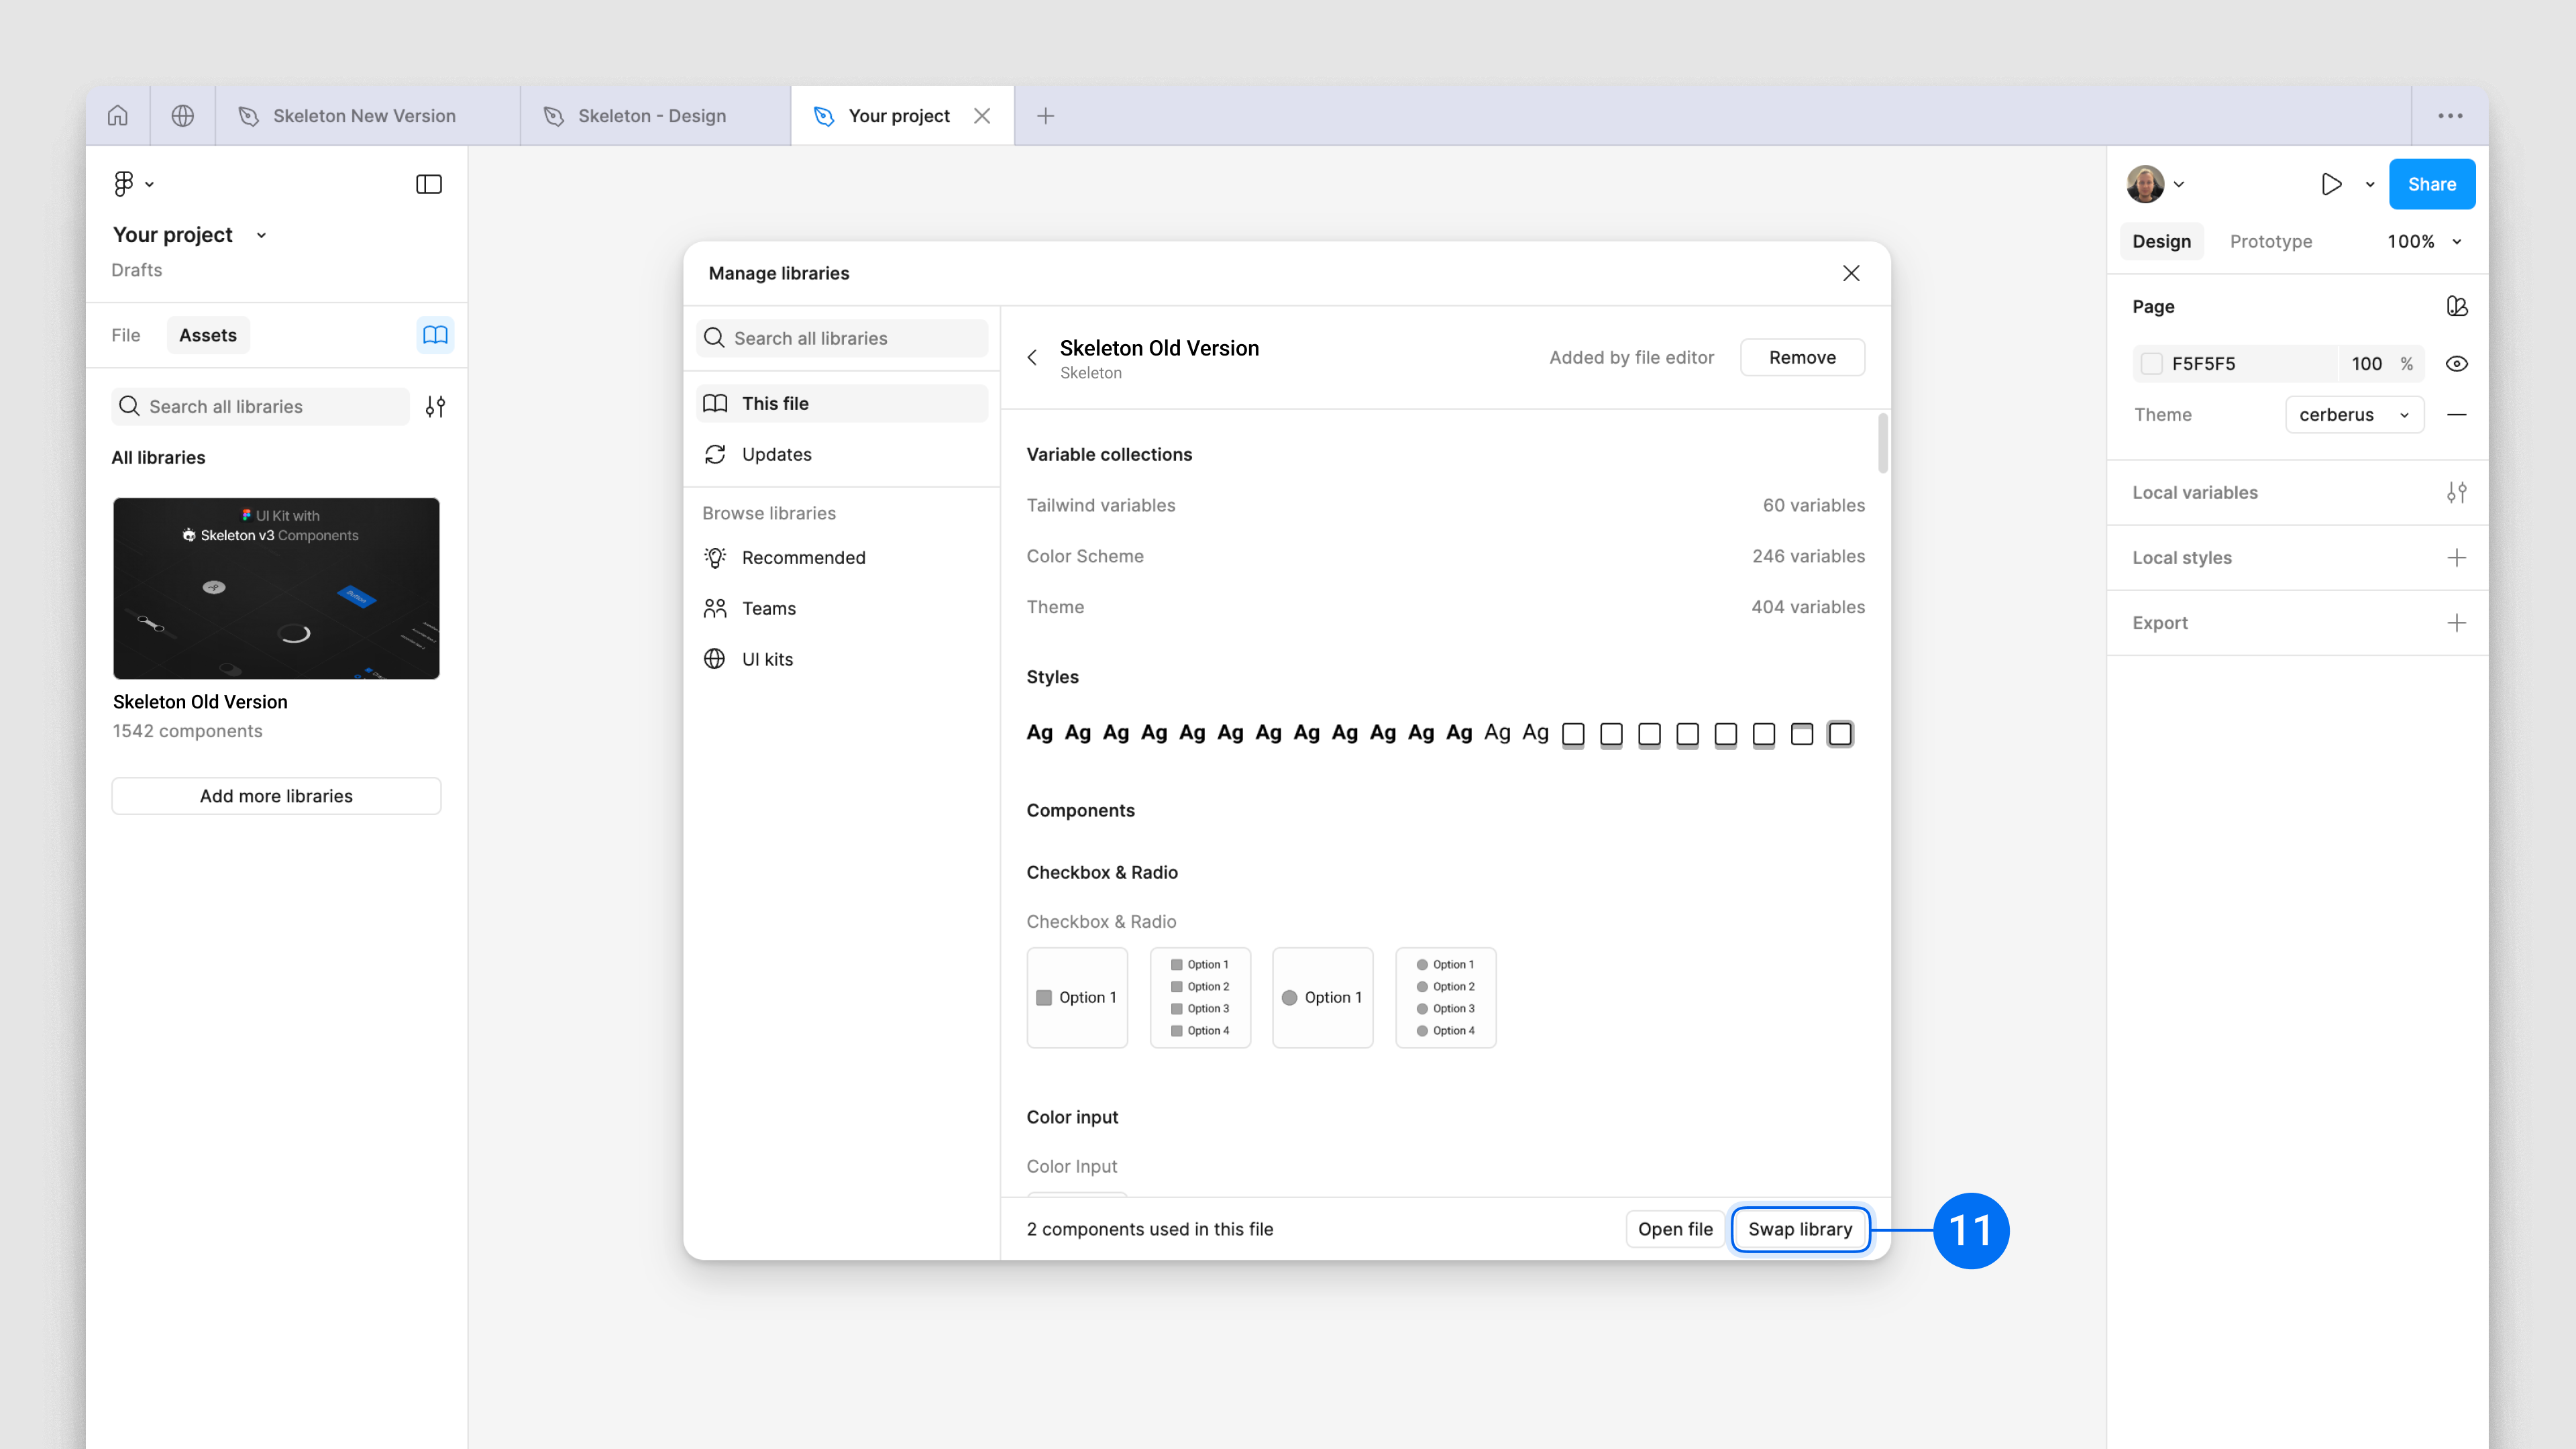 Skeleton New Version
Skeleton - Design
Your project
Your project
Drafts
File
Assets
Search all libraries
All libraries
UI Kit with
Skeleton v3 Components
Button
Skeleton Old Version
1542 components
Add more libraries
Manage libraries
Search all libraries
This file
Updates
Browse libraries
Recommended
Teams
UI kits
Skeleton Old Version
Skeleton
Added by file editor
Remove
Variable collections
Tailwind variables
60 variables
Color Scheme
246 variables
Theme
404 variables
Styles
Ag Ag Ag Ag Ag Ag Ag Ag Ag Ag Ag Ag Ag Ag
Components
Checkbox & Radio
Checkbox & Radio
Option 1
Option 1
Option 2
Option 3
Option 4
Option 1
Option 1
Option 2
Option 3
Option 4
Color input
Color Input
2 components used in this file
Open file
Swap library
11
Share
Design
Prototype
100%
Page
F5F5F5
100 %
Theme
cerberus
Local variables
Local styles
Export